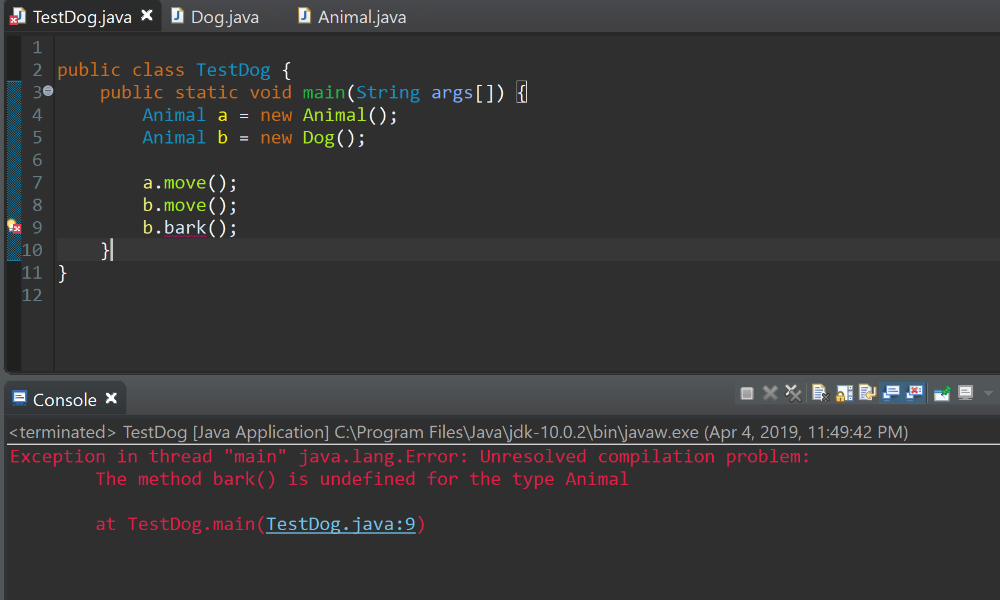 TestDog.java Dog.java Animal.java
1
2 public class TestDog {
3 public static void main(String args[]) {
4 Animal a = new Animal();
5 Animal b = new Dog();
6
7 a.move();
8 b.move();
9 b.bark();
10 }
11 }
12
Console
<terminated> TestDog [Java Application] C:\Program Files\Java\jdk-10.0.2\bin\javaw.exe (Apr 4, 2019, 11:49:42 PM)
Exception in thread "main" java.lang.Error: Unresolved compilation problem:
The method bark() is undefined for the type Animal
at TestDog.main(TestDog.java:9)